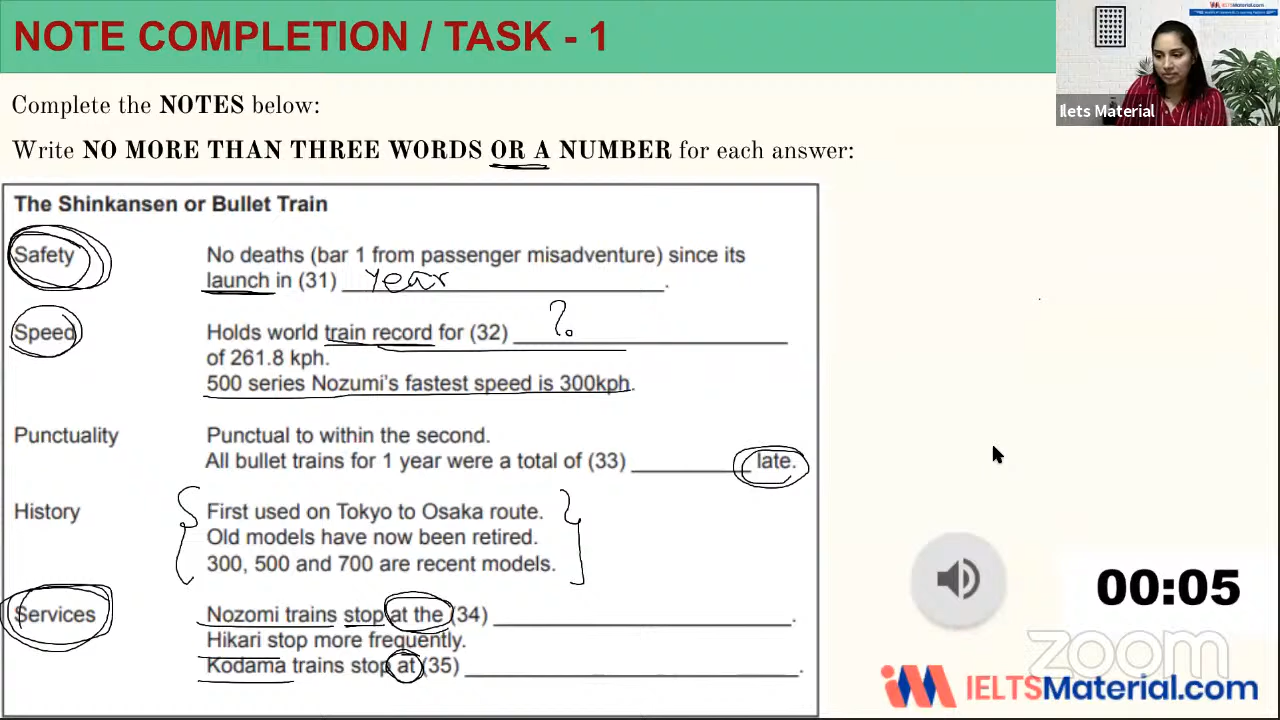 NOTE COMPLETION / TASK - 1
IELTSMaterial.com
Ielts Material
Complete the NOTES below:
Write NO MORE THAN THREE WORDS OR A NUMBER for each answer:
The Shinkansen or Bullet Train
Safety No deaths (bar 1 from passenger misadventure) since its
launch in (31) year .
Speed Holds world train record for (32) ?
of 261.8 kph.
500 series Nozumi's fastest speed is 300kph.
Punctuality Punctual to within the second.
All bullet trains for 1 year were a total of (33) late.
History First used on Tokyo to Osaka route.
Old models have now been retired.
300, 500 and 700 are recent models.
Services Nozomi trains stop at the (34) .
Hikari stop more frequently.
Kodama trains stop at (35) .
00:05
zoom
IELTSMaterial.com